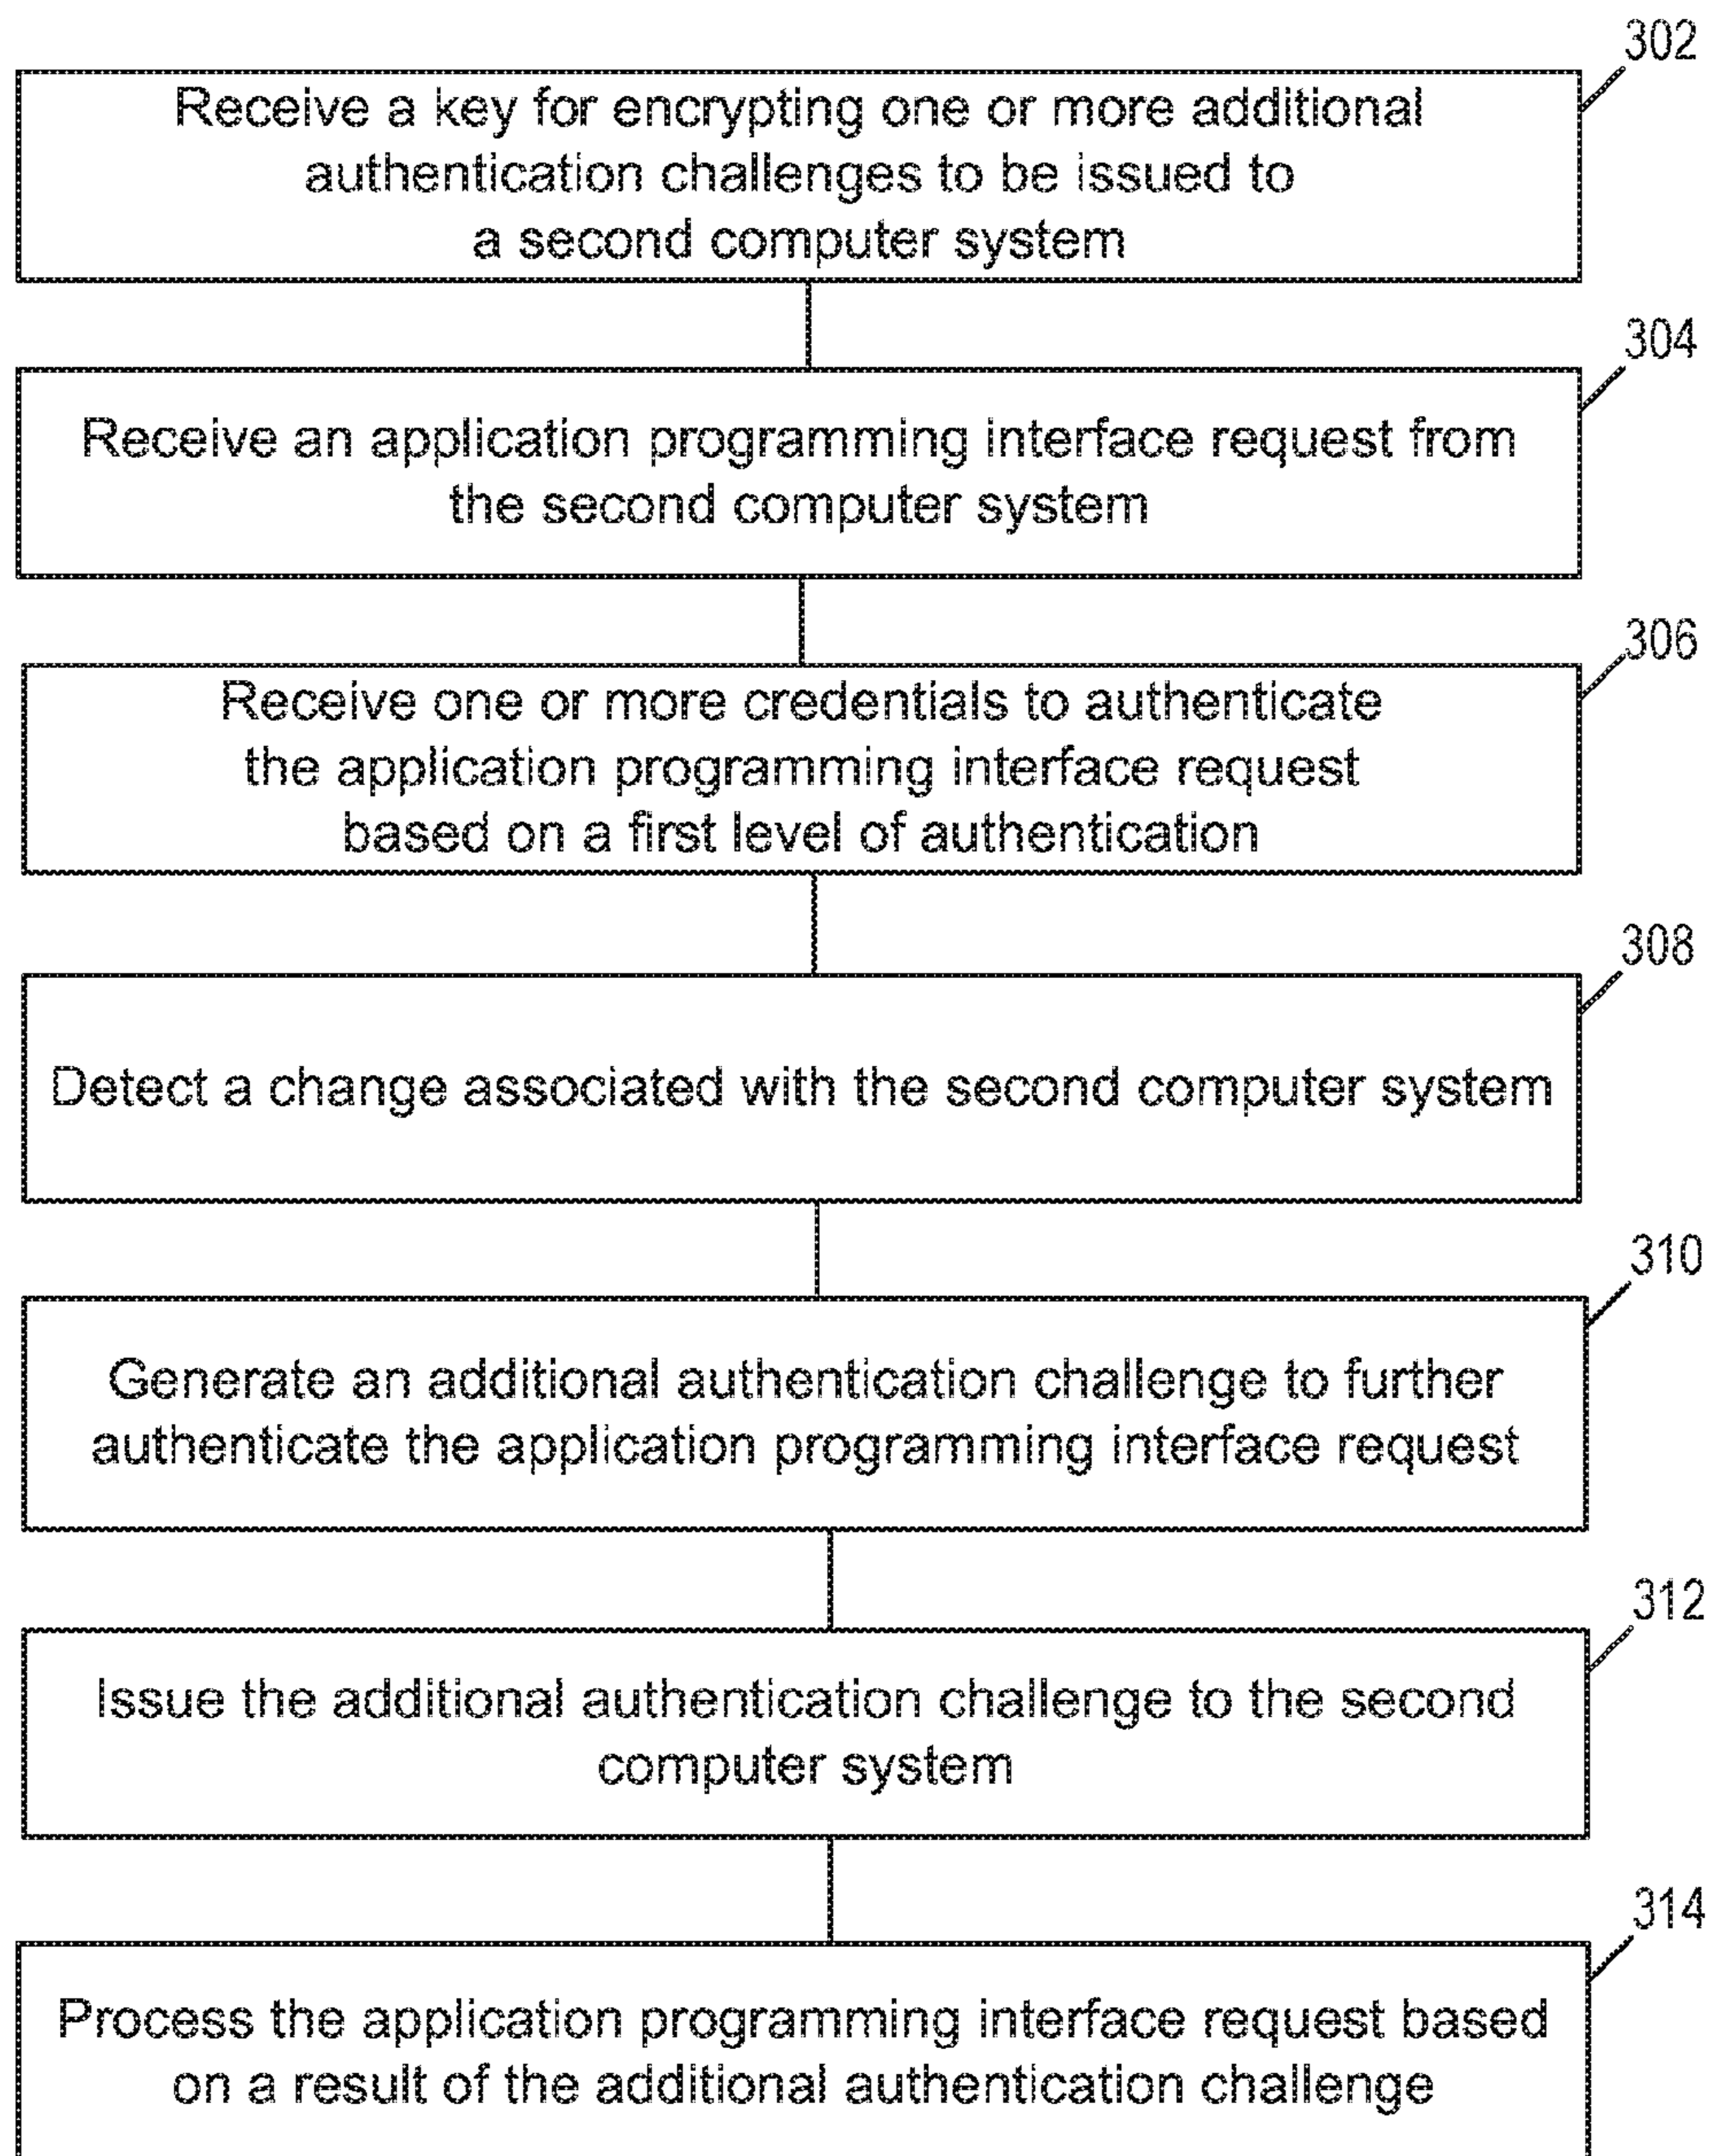 302
Receive a key for encrypting one or more additional
authentication challenges to be issued to
a second computer system
304
Receive an application programming interface request from
the second computer system
306
Receive one or more credentials to authenticate
the application programming interface request
based on a first level of authentication
308
Detect a change associated with the second computer system
310
Generate an additional authentication challenge to further
authenticate the application programming interface request
312
Issue the additional authentication challenge to the second
computer system
314
Process the application programming interface request based
on a result of the additional authentication challenge